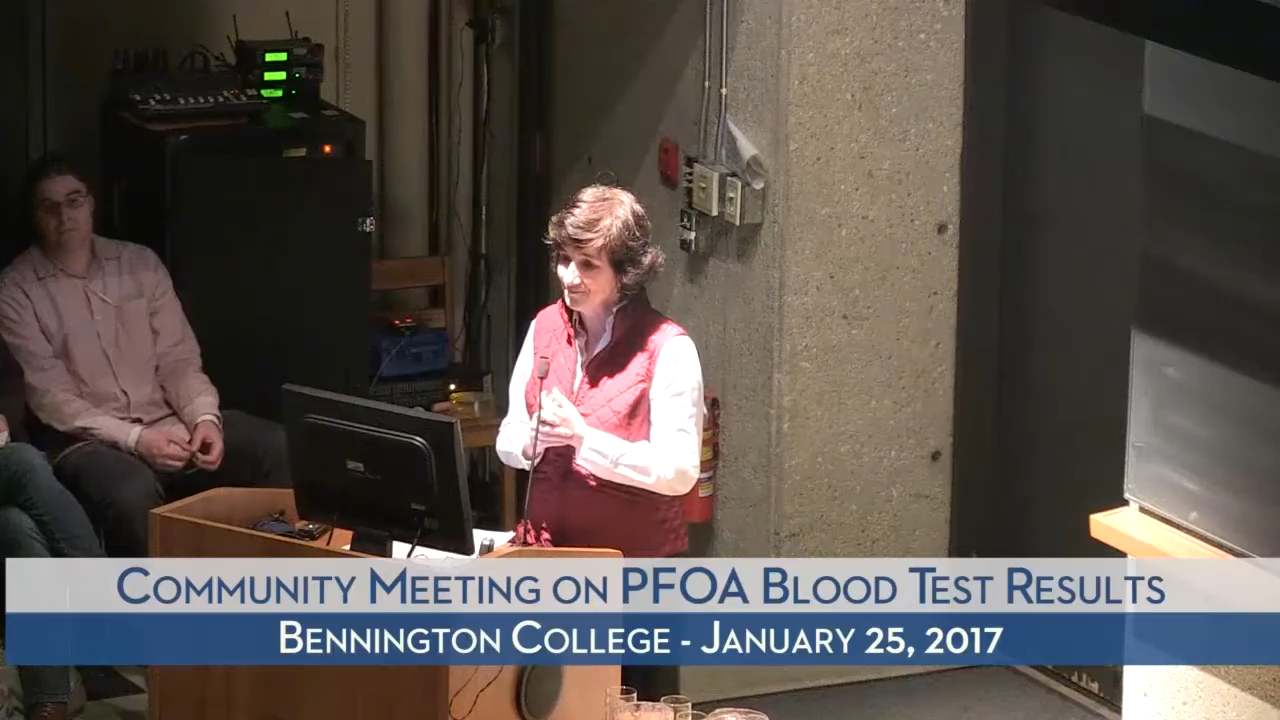 Community Meeting on PFOA Blood Test Results
Bennington College - January 25, 2017